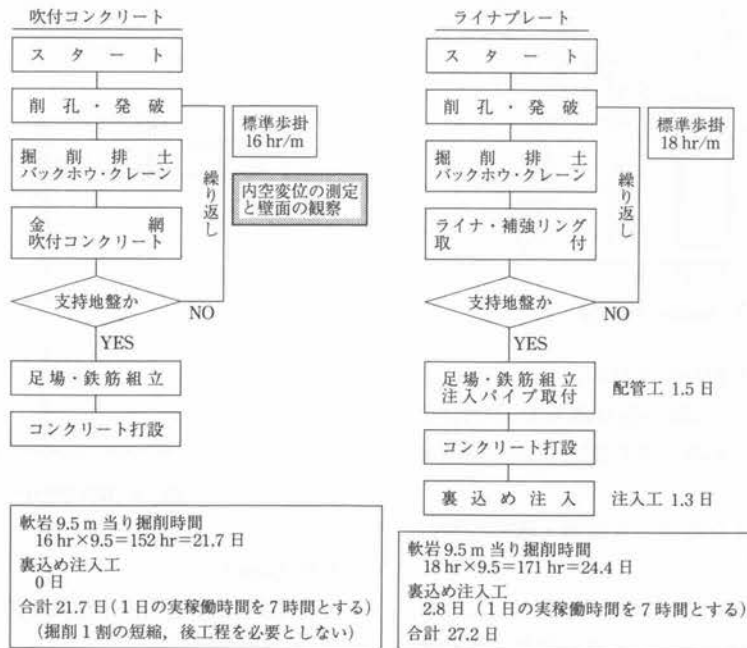 吹付コンクリート
スタート
削孔・発破
掘削排土
バックホウ・クレーン
金網
吹付コンクリート
支持地盤か
NO
YES
足場・鉄筋組立
コンクリート打設
繰り返し
標準歩掛
16 hr/m
内空変位の測定
と壁面の観察
軟岩 9.5 m 当り掘削時間
16 hr×9.5=152 hr=21.7 日
裏込め注入工
0 日
合計 21.7 日(1 日の実稼働時間を 7 時間とする)
(掘削 1 割の短縮,後工程を必要としない)
ライナプレート
スタート
削孔・発破
掘削排土
バックホウ・クレーン
ライナ・補強リング
取付
支持地盤か
NO
YES
足場・鉄筋組立
注入パイプ取付
配管工 1.5 日
コンクリート打設
裏込め注入
注入工 1.3 日
繰り返し
標準歩掛
18 hr/m
軟岩 9.5 m 当り掘削時間
18 hr×9.5=171 hr=24.4 日
裏込め注入工
2.8 日(1 日の実稼働時間を 7 時間とする)
合計 27.2 日